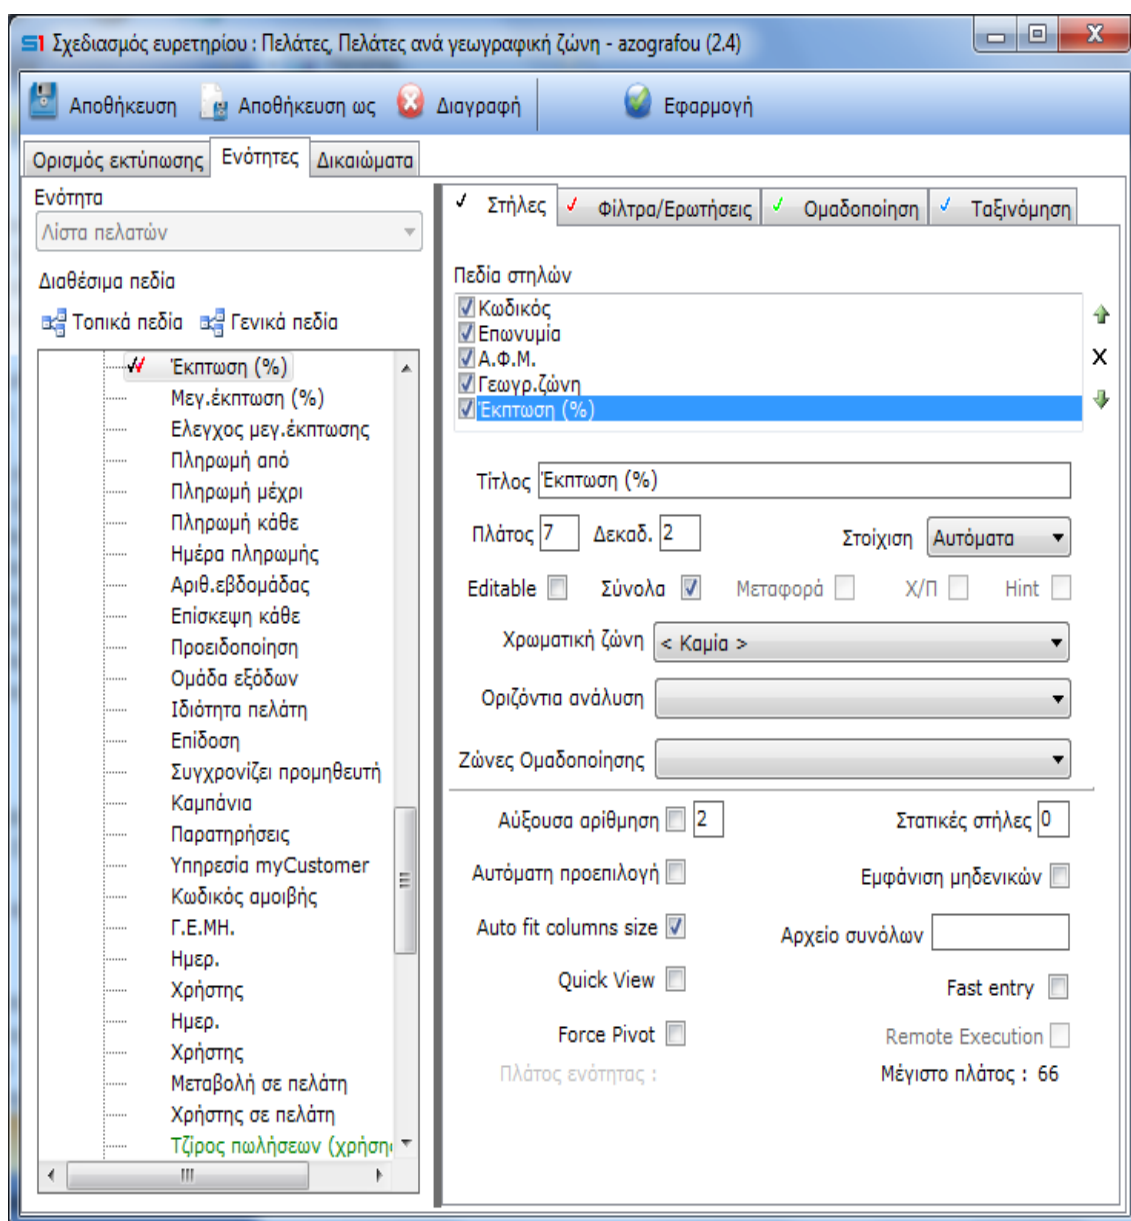 S1 Σχεδιασμός ευρετηρίου : Πελάτες, Πελάτες ανά γεωγραφική ζώνη - azografou (2.4)
Αποθήκευση Αποθήκευση ως Διαγραφή Εφαρμογή
Ορισμός εκτύπωσης Ενότητες Δικαιώματα
Ενότητα
Λίστα πελατών
Διαθέσιμα πεδία
Τοπικά πεδία Γενικά πεδία
Έκπτωση (%)
Μεγ.έκπτωση (%)
Ελεγχος μεγ.έκπτωσης
Πληρωμή από
Πληρωμή μέχρι
Πληρωμή κάθε
Ημέρα πληρωμής
Αριθ.εβδομάδας
Επίσκεψη κάθε
Προειδοποίηση
Ομάδα εξόδων
Ιδιότητα πελάτη
Επίδοση
Συγχρονίζει προμηθευτή
Καμπάνια
Παρατηρήσεις
Υπηρεσία myCustomer
Κωδικός αμοιβής
Γ.Ε.ΜΗ.
Ημερ.
Χρήστης
Ημερ.
Χρήστης
Μεταβολή σε πελάτη
Χρήστης σε πελάτη
Τζίρος πωλήσεων (χρήση
Στήλες Φίλτρα/Ερωτήσεις Ομαδοποίηση Ταξινόμηση
Πεδία στηλών
Κωδικός
Επωνυμία
Α.Φ.Μ.
Γεωγρ.ζώνη
Έκπτωση (%)
X
Τίτλος Έκπτωση (%)
Πλάτος 7 Δεκαδ. 2 Στοίχιση Αυτόματα
Editable Σύνολα Μεταφορά Χ/Π Hint
Χρωματική ζώνη < Καμία >
Οριζόντια ανάλυση
Ζώνες Ομαδοποίησης
Αύξουσα αρίθμηση 2 Στατικές στήλες 0
Αυτόματη προεπιλογή Εμφάνιση μηδενικών
Auto fit columns size Αρχείο συνόλων
Quick View Fast entry
Force Pivot Remote Execution
Πλάτος ενότητας : Μέγιστο πλάτος : 66